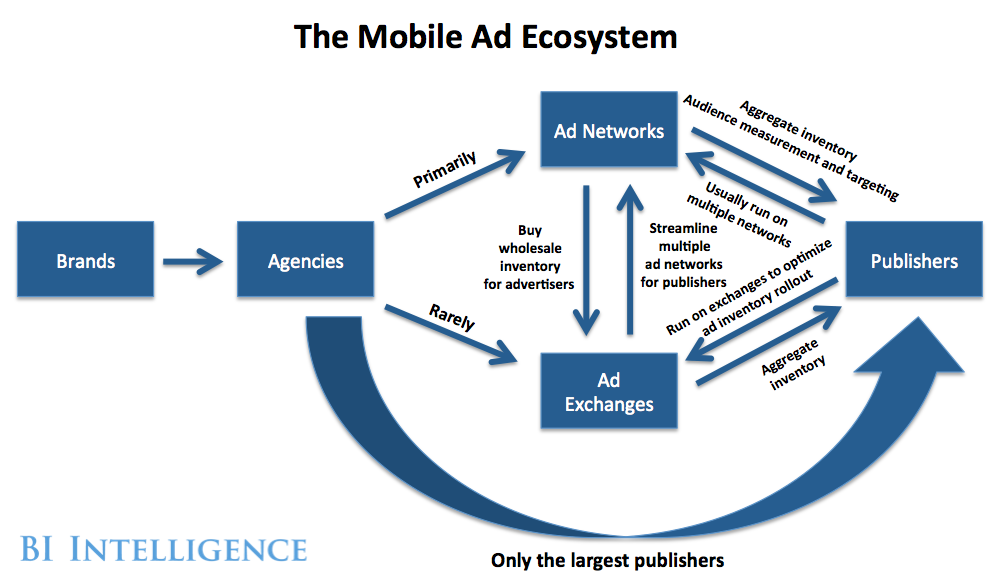 The Mobile Ad Ecosystem
Ad Networks
Aggregate inventory
Audience measurement and targeting
Primarily
Usually run on
multiple networks
Brands
Agencies
Buy
wholesale
inventory
for advertisers
Streamline
multiple
ad networks
for publishers
Publishers
Run on exchanges to optimize
ad inventory rollout
Rarely
Aggregate
inventory
Ad
Exchanges
BI INTELLIGENCE
Only the largest publishers